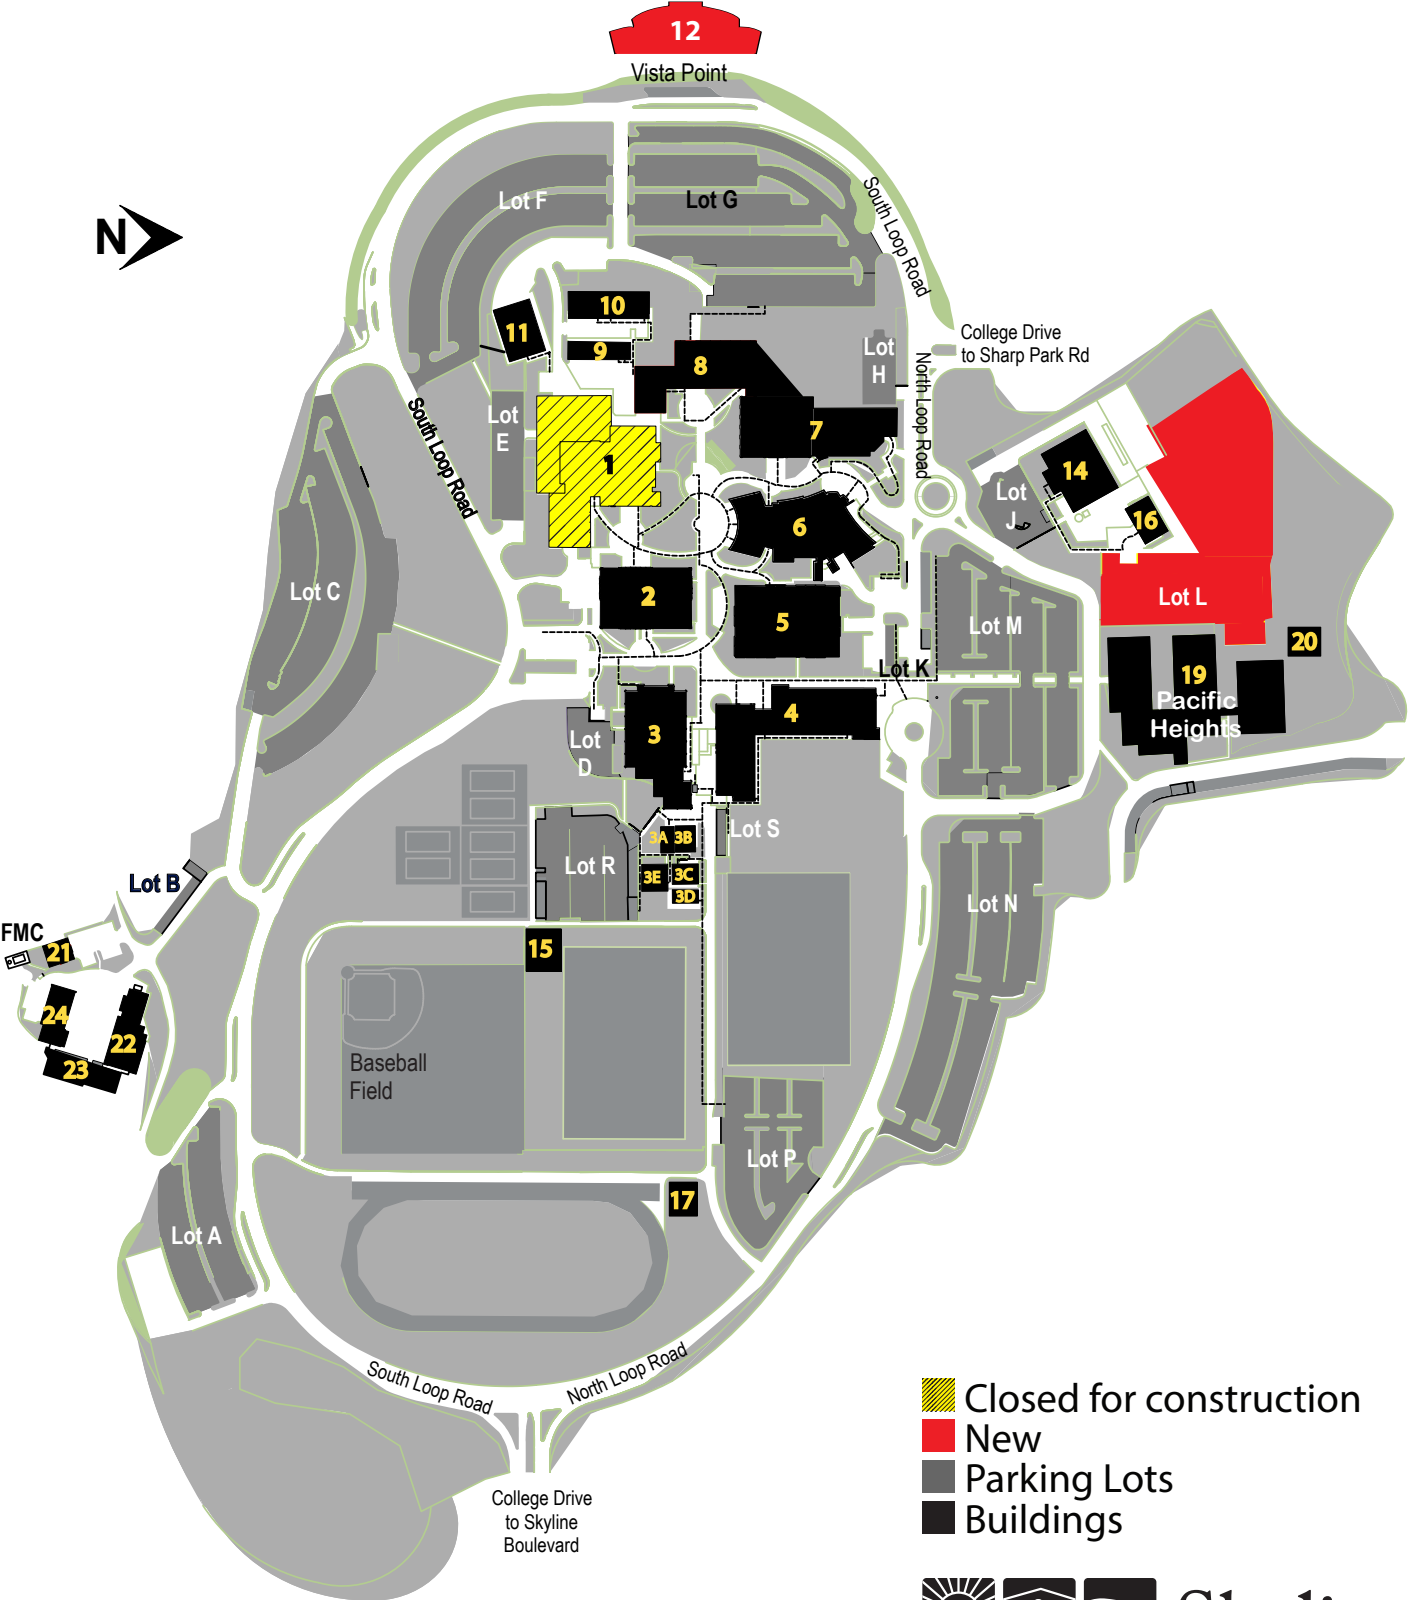 12
Vista Point
Lot F
Lot G
South Loop Road
N
10
11
9
8
College Drive
to Sharp Park Rd
Lot
H
North Loop Road
South Loop Road
Lot
E
7
1
14
Lot
J
16
6
Lot C
2
5
Lot M
Lot L
20
Lot K
19
Pacific
Heights
4
3
Lot
D
Lot S
3A
3B
Lot R
3E
3C
3D
Lot B
Lot N
FMC
21
15
24
22
23
Baseball
Field
Lot P
17
Lot A
South Loop Road
North Loop Road
Closed for construction
New
Parking Lots
Buildings
College Drive
to Skyline
Boulevard